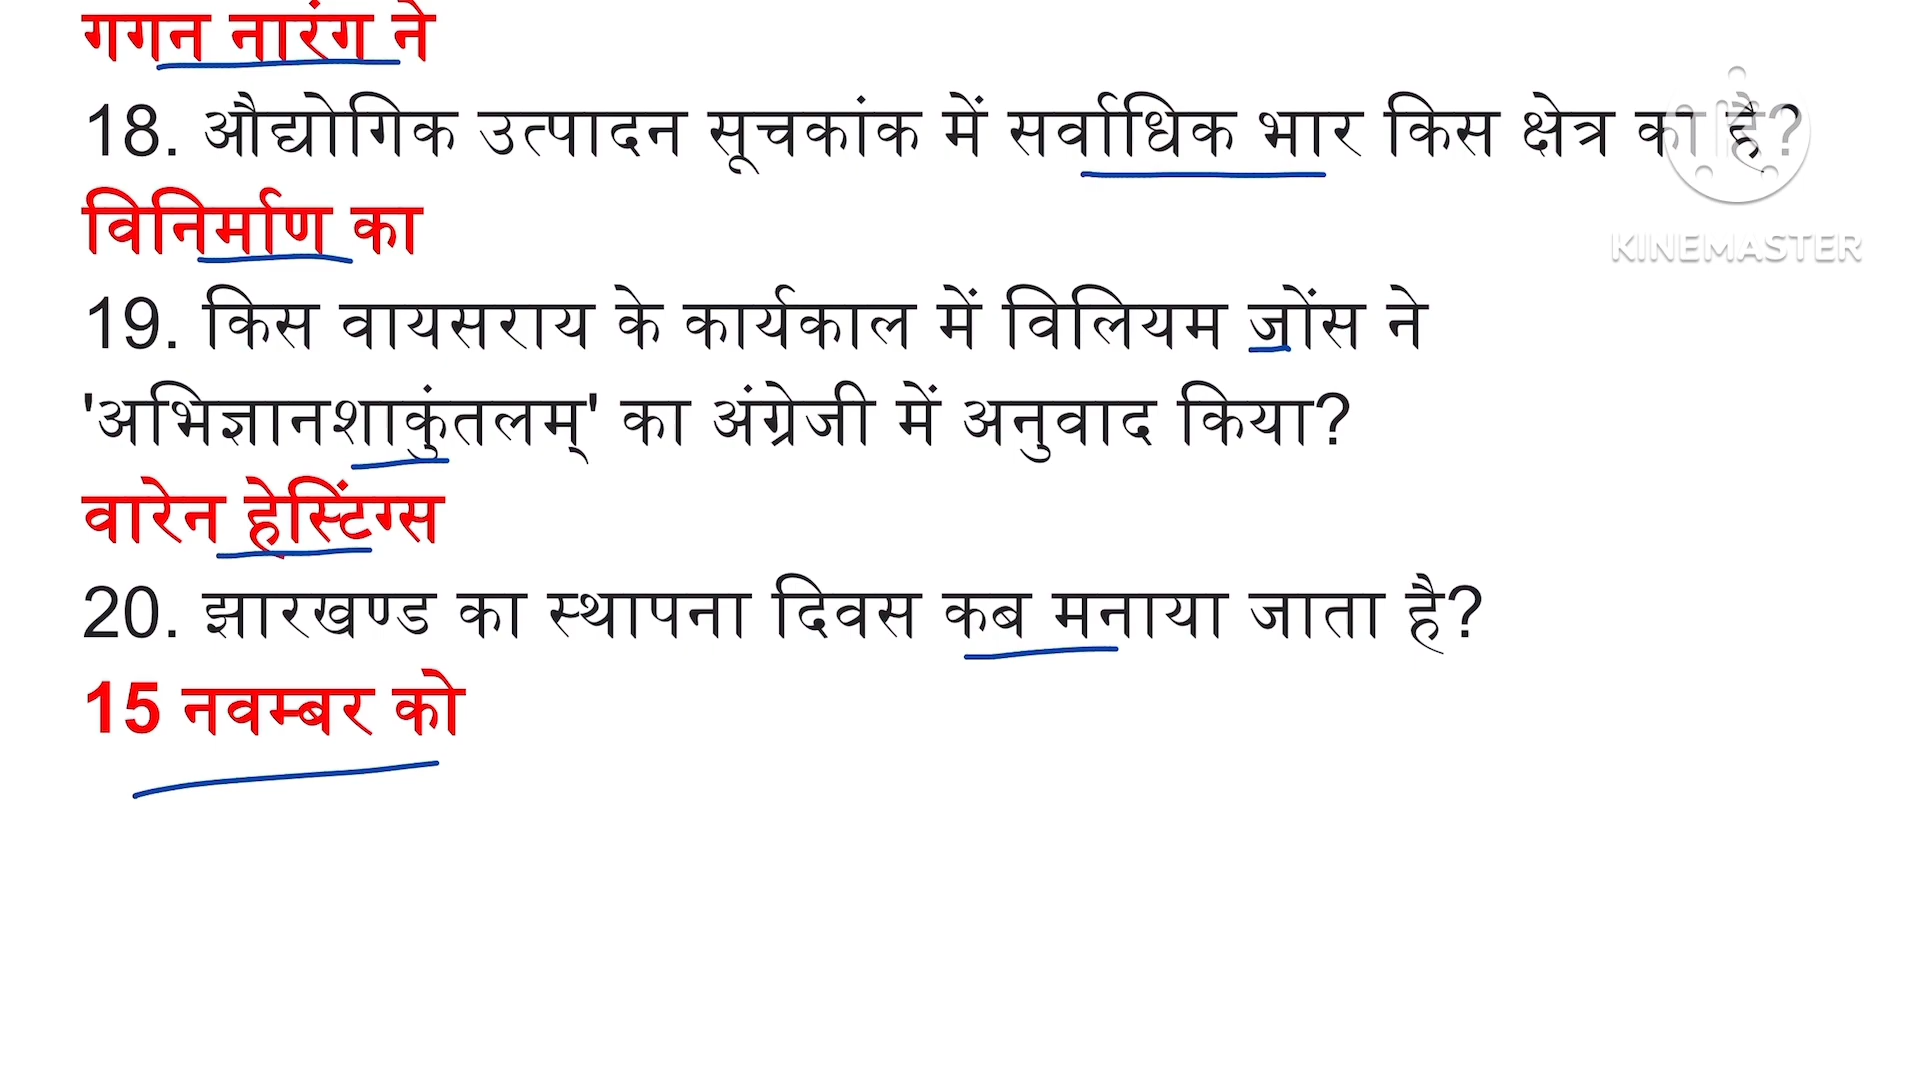 गगन नारंग ने
18. औद्योगिक उत्पादन सूचकांक में सर्वाधिक भार किस क्षेत्र का है?
विनिर्माण का
KINEMASTER
19. किस वायसराय के कार्यकाल में विलियम जोंस ने
'अभिज्ञानशाकुंतलम्' का अंग्रेजी में अनुवाद किया?
वारेन हेस्टिंग्स
20. झारखण्ड का स्थापना दिवस कब मनाया जाता है?
15 नवम्बर को